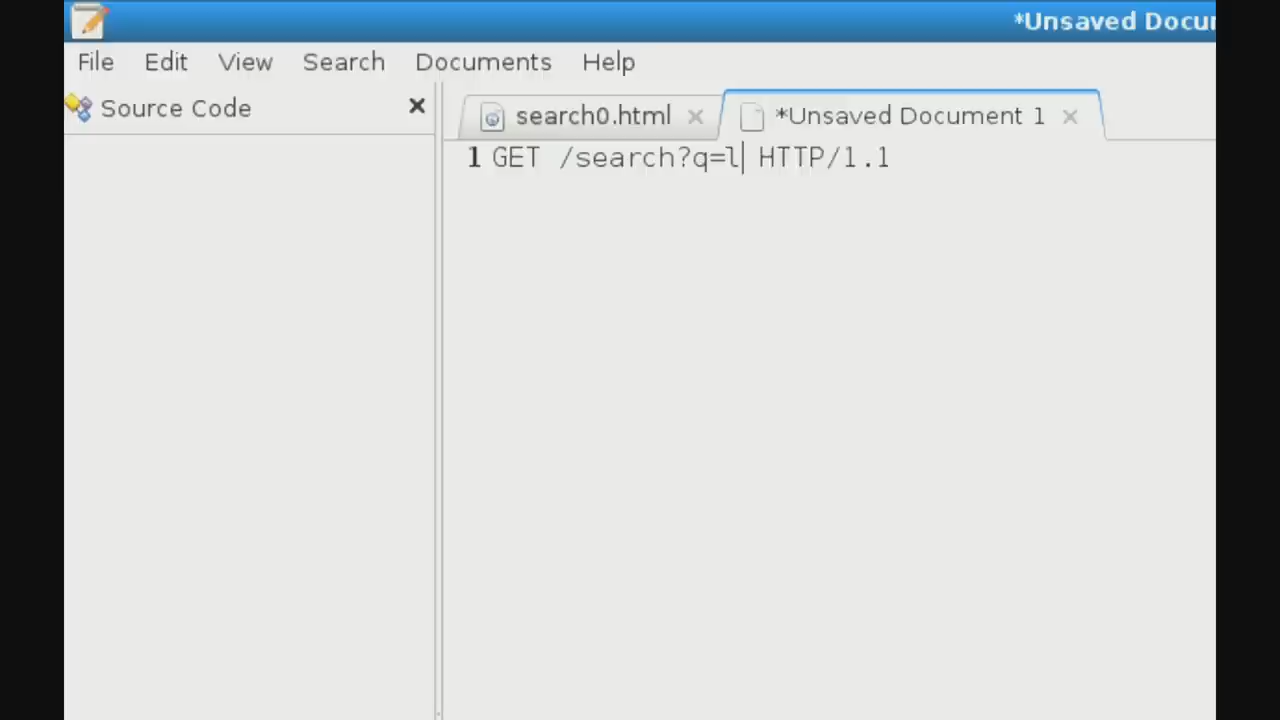 *Unsaved Docu
File Edit View Search Documents Help
Source Code
search0.html
*Unsaved Document 1
1 GET /search?q=l HTTP/1.1